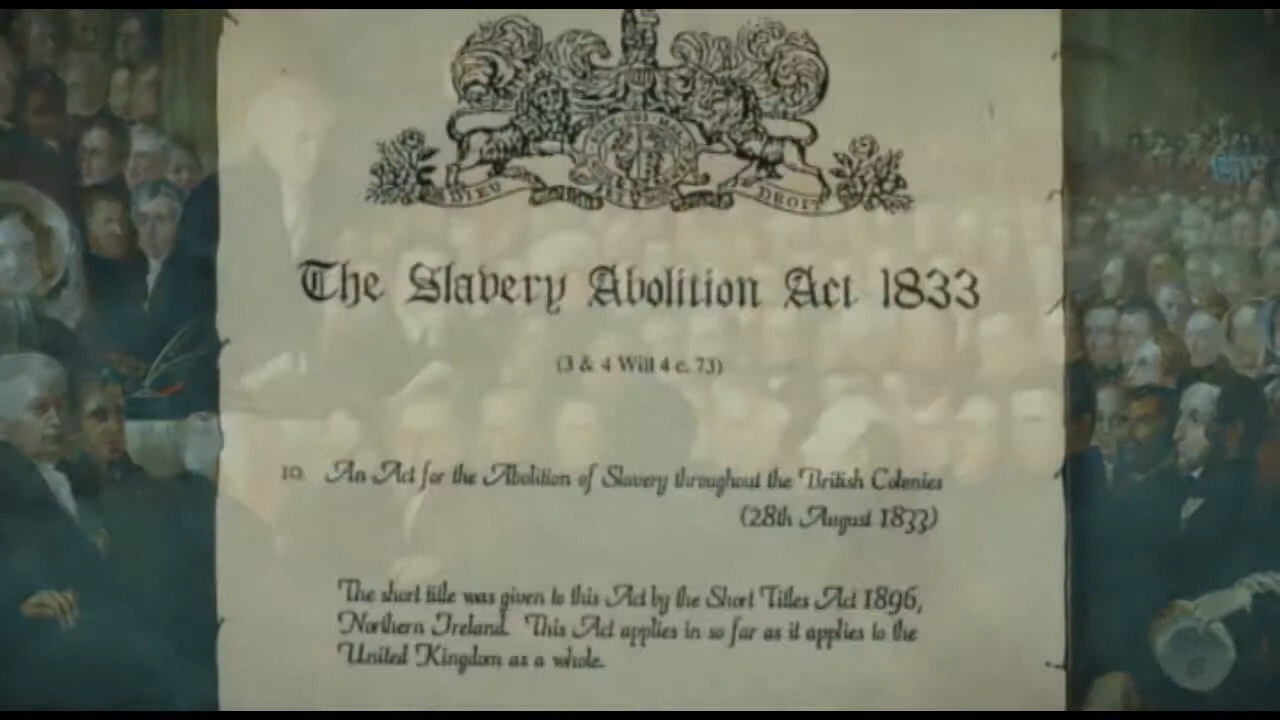 DIEU DROIT
The Slavery Abolition Act 1833
(3 & 4 Will 4 c. 73)
10. An Act for the Abolition of Slavery throughout the British Colonies
(28th August 1833)
The short title was given to this Act by the Short Titles Act 1896,
Northern Ireland. This Act applies in so far as it applies to the
United Kingdom as a whole.